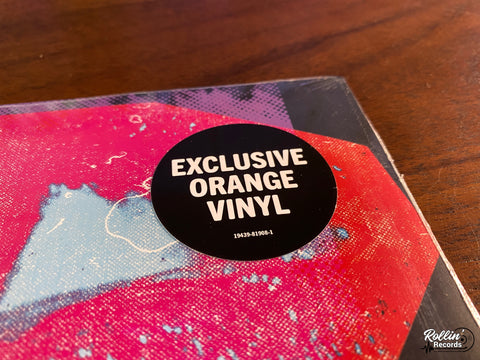 EXCLUSIVE
ORANGE
VINYL
19439-81908-1
Rollin'
Records